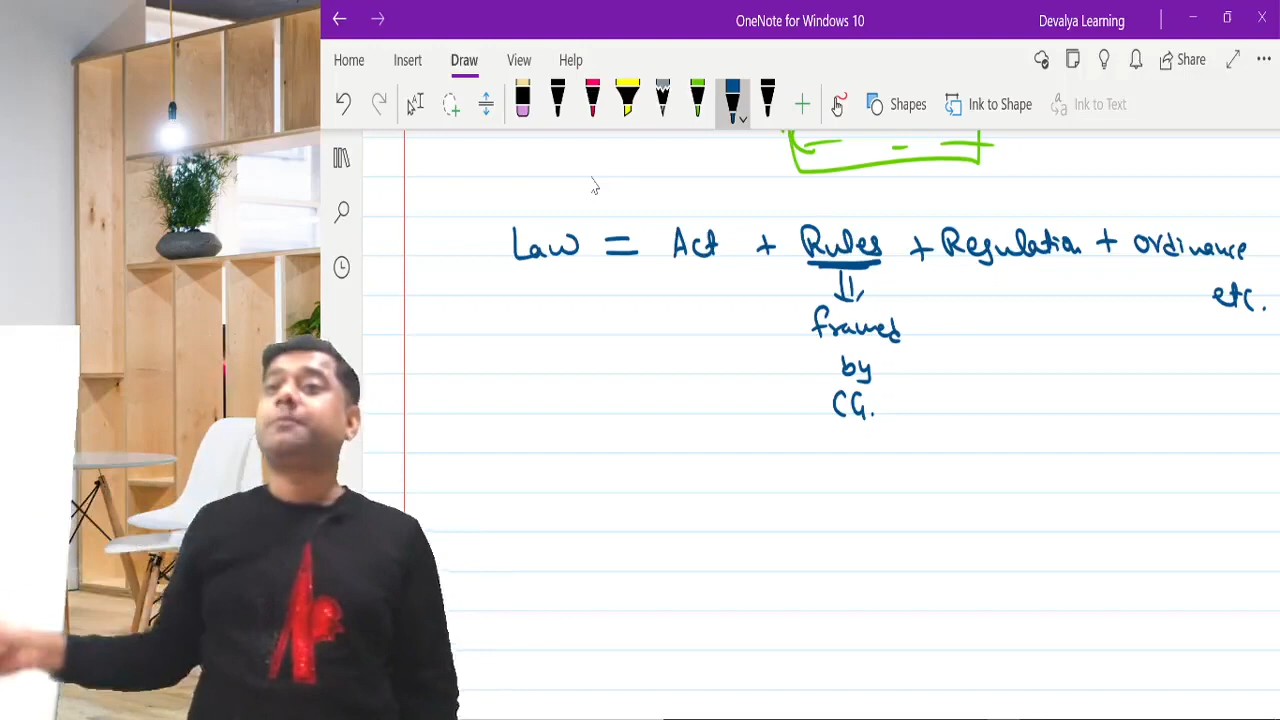 OneNote for Windows 10
Devalya Learning
Home Insert Draw View Help
Share
Shapes Ink to Shape Ink to Text
Law = Act + Rules + Regulation + ordinance
etc.
framed
by
CG.